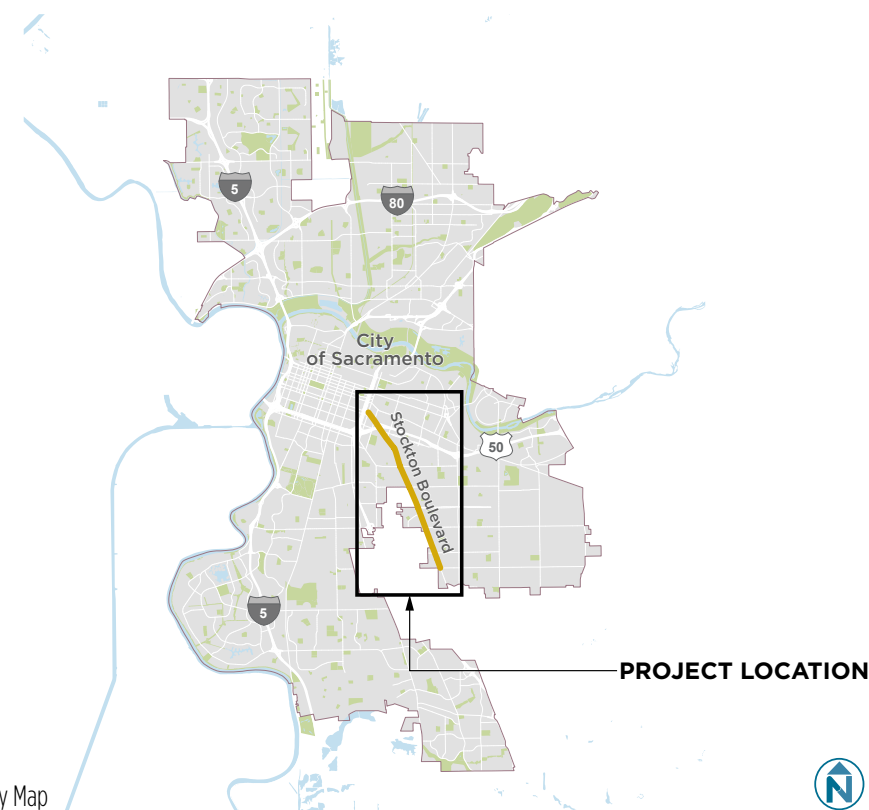 5
80
City
of Sacramento
Stockton Boulevard
50
5
PROJECT LOCATION
y Map
N